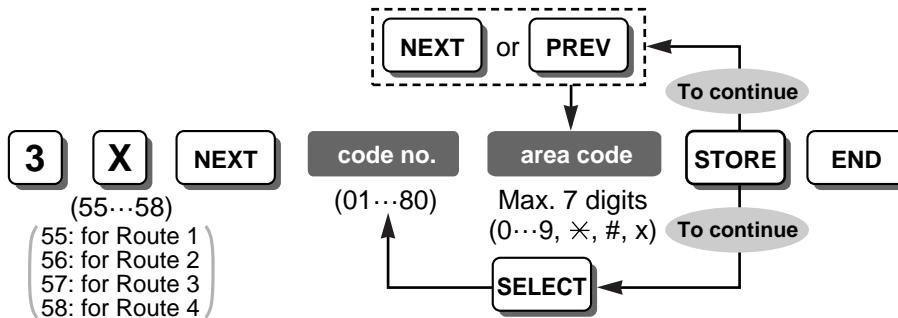 NEXT or PREV
To continue
3 X NEXT code no. area code STORE END
(55···58) (01···80) Max. 7 digits
(0···9, ✳, #, x) To continue
55: for Route 1
56: for Route 2
57: for Route 3
58: for Route 4
SELECT